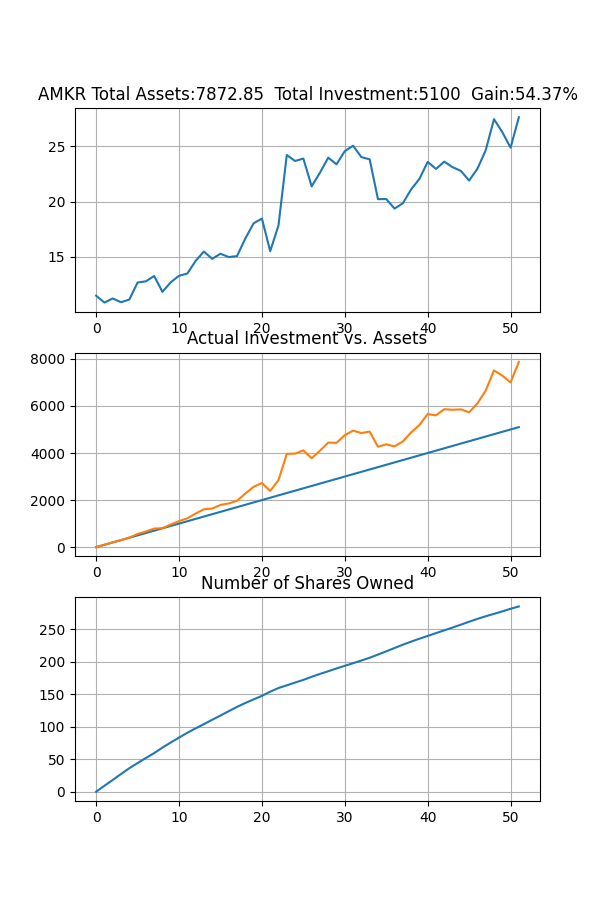 AMKR Total Assets:7872.85  Total Investment:5100  Gain:54.37%
25
20
15
0 10 20 30 40 50
Actual Investment vs. Assets
8000
6000
4000
2000
0
0 10 20 30 40 50
Number of Shares Owned
250
200
150
100
50
0
0 10 20 30 40 50